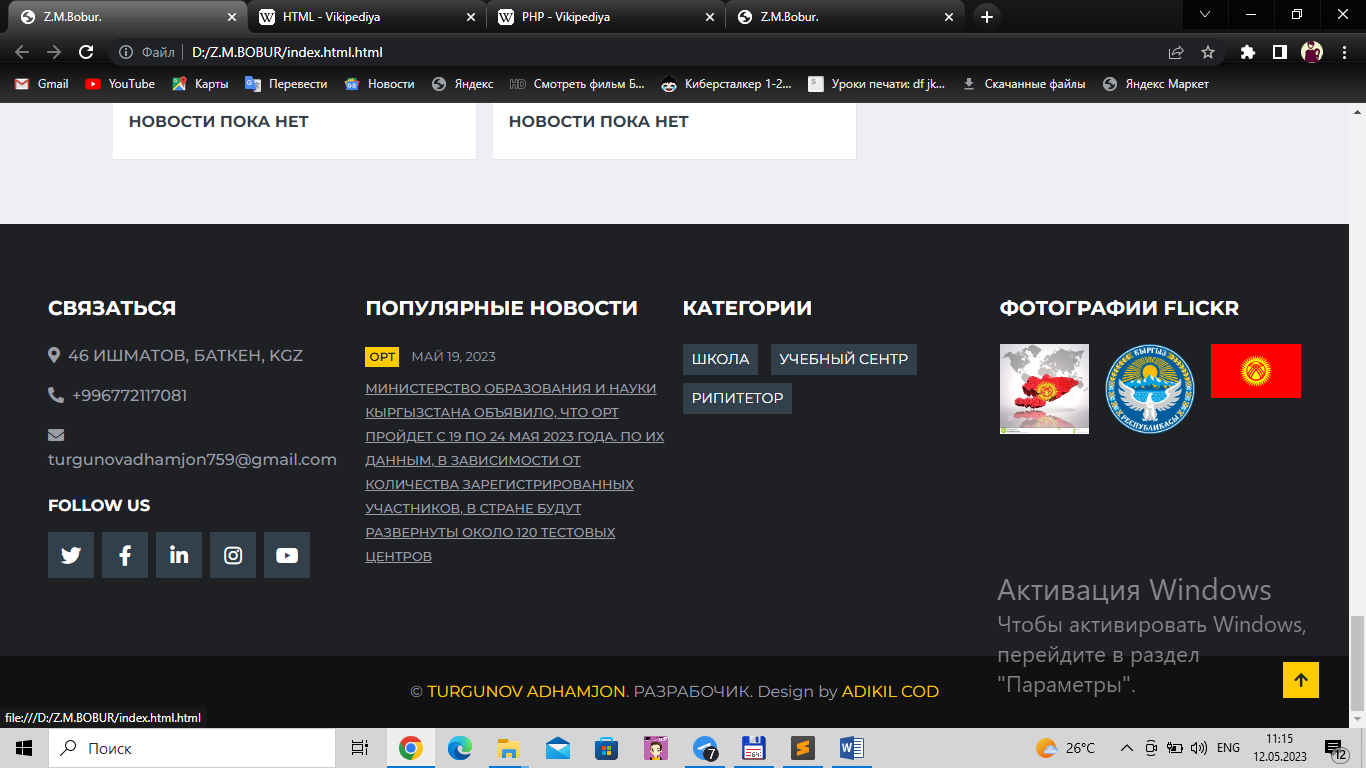 Z.M.Bobur.
HTML - Vikipediya
PHP - Vikipediya
Z.M.Bobur.
Файл
D:/Z.M.BOBUR/index.html.html
Gmail
YouTube
Карты
Перевести
Новости
Яндекс
HD Смотреть фильм Б...
Киберсталкер 1-2...
S Уроки печати: df jk...
Скачанные файлы
Яндекс Маркет
НОВОСТИ ПОКА НЕТ
НОВОСТИ ПОКА НЕТ
СВЯЗАТЬСЯ
46 ИШМАТОВ, БАТКЕН, KGZ
+996772117081
turgunovadhamjon759@gmail.com
FOLLOW US
ПОПУЛЯРНЫЕ НОВОСТИ
ОРТ МАЙ 19, 2023
МИНИСТЕРСТВО ОБРАЗОВАНИЯ И НАУКИ
КЫРГЫЗСТАНА ОБЪЯВИЛО, ЧТО ОРТ
ПРОЙДЕТ С 19 ПО 24 МАЯ 2023 ГОДА. ПО ИХ
ДАННЫМ, В ЗАВИСИМОСТИ ОТ
КОЛИЧЕСТВА ЗАРЕГИСТРИРОВАННЫХ
УЧАСТНИКОВ, В СТРАНЕ БУДУТ
РАЗВЕРНУТЫ ОКОЛО 120 ТЕСТОВЫХ
ЦЕНТРОВ
КАТЕГОРИИ
ШКОЛА
УЧЕБНЫЙ СЕНТР
РИПИТЕТОР
ФОТОГРАФИИ FLICKR
КЫРГЫЗ
РЕСПУБЛИКАСЫ
Активация Windows
Чтобы активировать Windows,
перейдите в раздел
"Параметры".
© TURGUNOV ADHAMJON. РАЗРАБОЧИК. Design by ADIKIL COD
file:///D:/Z.M.BOBUR/index.html.html
Поиск
7
64
26°C
ENG
11:15
12.05.2023
12